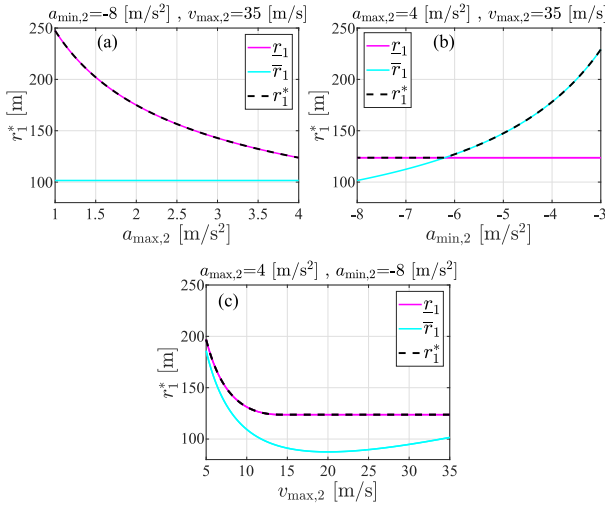 a_min,2=-8 [m/s²] , v_max,2=35 [m/s]
(a)
r̲₁
r̅₁
r₁*
r₁* [m]
250
200
150
100
1 1.5 2 2.5 3 3.5 4
a_max,2 [m/s²]
a_max,2=4 [m/s²] , v_max,2=35 [m/s]
(b)
r̲₁
r̅₁
r₁*
r₁* [m]
250
200
150
100
-8 -7 -6 -5 -4 -3
a_min,2 [m/s²]
a_max,2=4 [m/s²] , a_min,2=-8 [m/s²]
(c)
r̲₁
r̅₁
r₁*
r₁* [m]
250
200
150
100
5 10 15 20 25 30 35
v_max,2 [m/s]